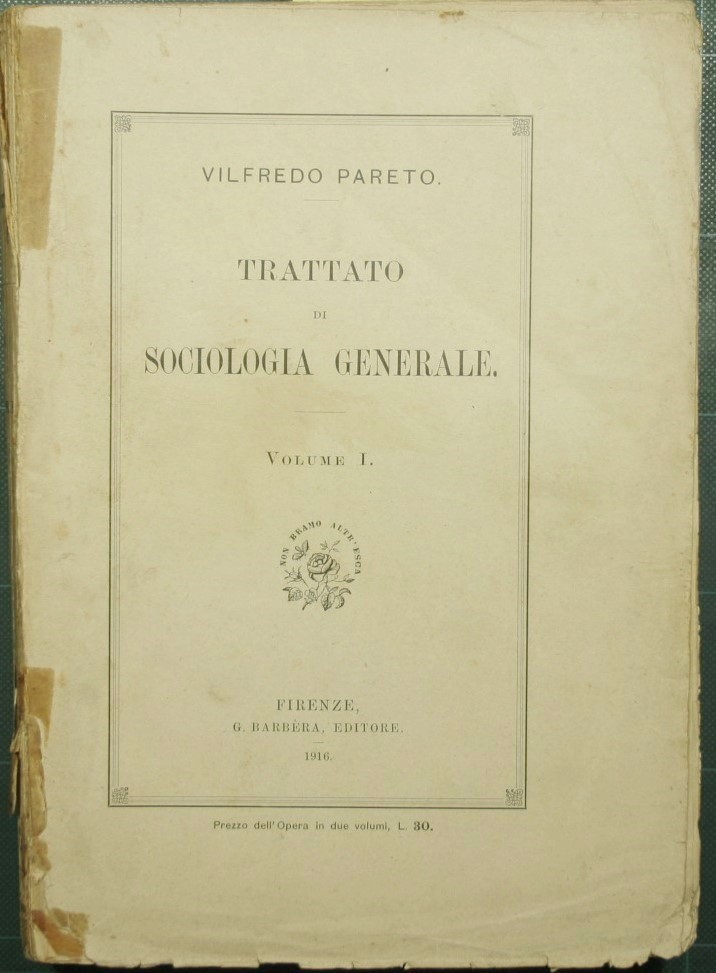 VILFREDO PARETO.
TRATTATO
DI
SOCIOLOGIA GENERALE.
VOLUME I.
NON BRAMO ALTR'ESCA
FIRENZE,
G. BARBÈRA, EDITORE.
1916.
Prezzo dell'Opera in due volumi, L. 30.